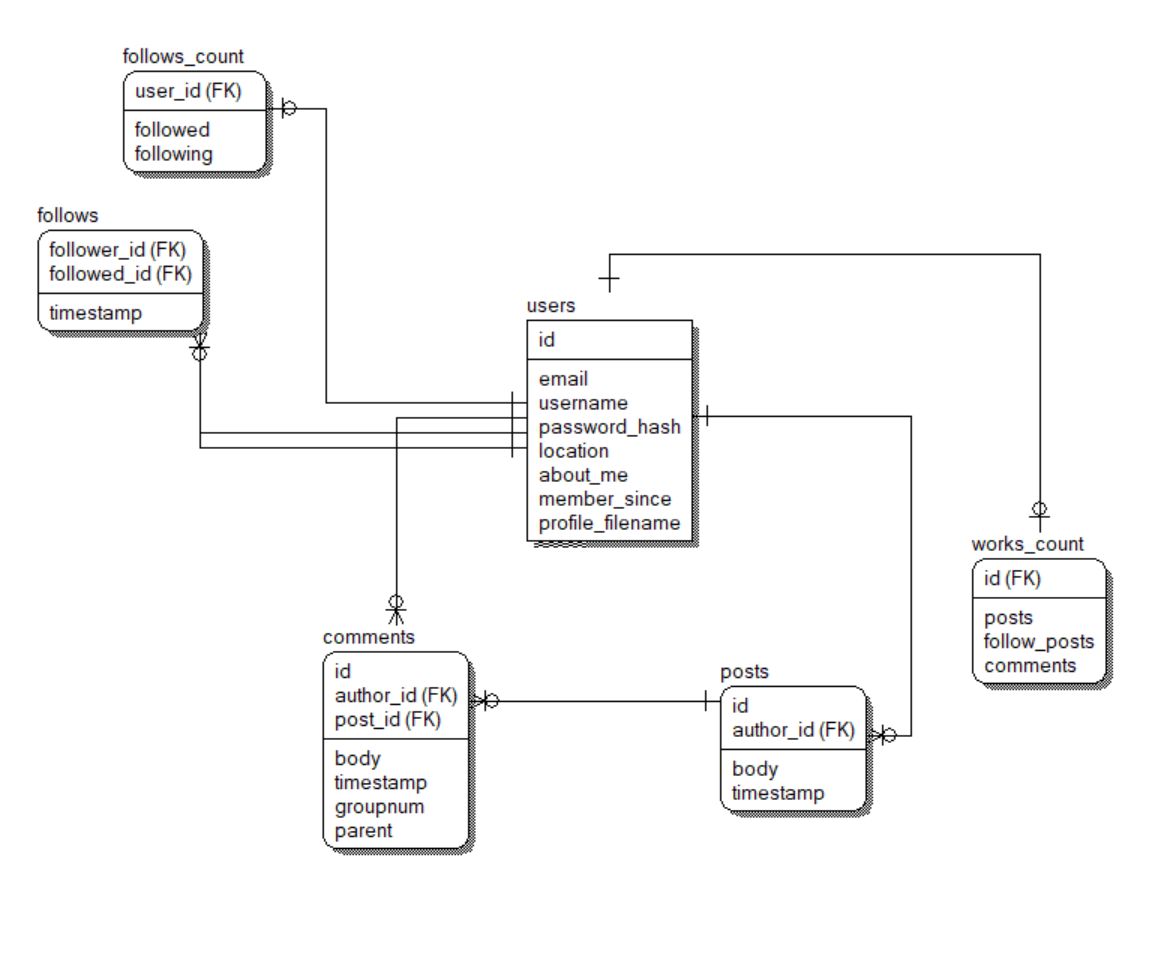 follows_count
user_id (FK)
followed
following
follows
follower_id (FK)
followed_id (FK)
timestamp
users
id
email
username
password_hash
location
about_me
member_since
profile_filename
works_count
id (FK)
posts
follow_posts
comments
comments
id
author_id (FK)
post_id (FK)
body
timestamp
groupnum
parent
posts
id
author_id (FK)
body
timestamp